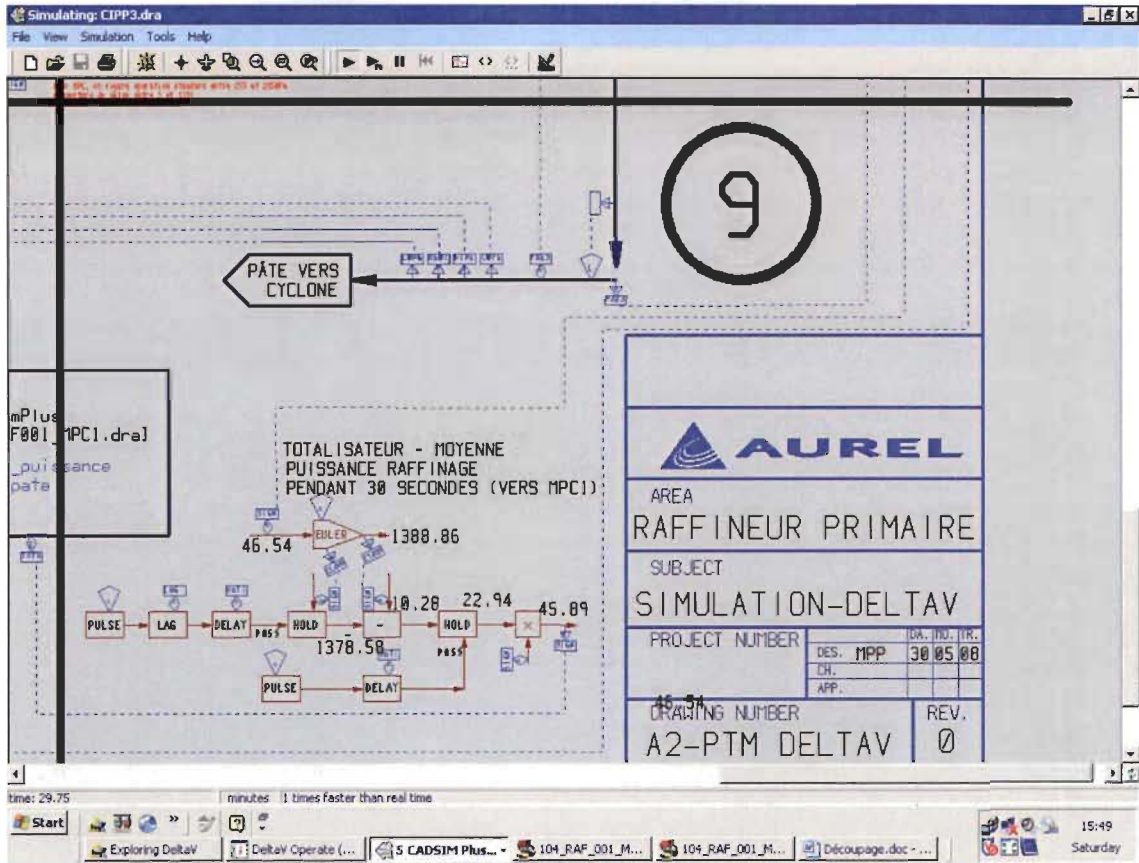 Simulating: CIPP3.dra
File View Simulation Tools Help
9
PÂTE VERS
CYCLONE
mPlus
F001_MPC1.dra]
_puissance
pate
TOTALISATEUR - MOYENNE
PUISSANCE RAFFINAGE
PENDANT 30 SECONDES (VERS MPC1)
46.54
EULER
1388.86
PULSE
LAG
DELAY
PASS
HOLD
1378.58
-
10.28
22.94
HOLD
PASS
×
45.89
PULSE
DELAY
AUREL
AREA
RAFFINEUR PRIMAIRE
SUBJECT
SIMULATION-DELTAV
PROJECT NUMBER
DA. MO. YR.
DES. MPP 30 05 08
CH.
APP.
46.54
DRAWING NUMBER
REV.
A2-PTM DELTAV
0
time: 29.75 minutes 1 times faster than real time
Start
15:49
Exploring DeltaV
DeltaV Operate (...
5 CADSIM Plus...
104_RAF_001_M...
104_RAF_001_M...
Découpage.doc - ...
Saturday